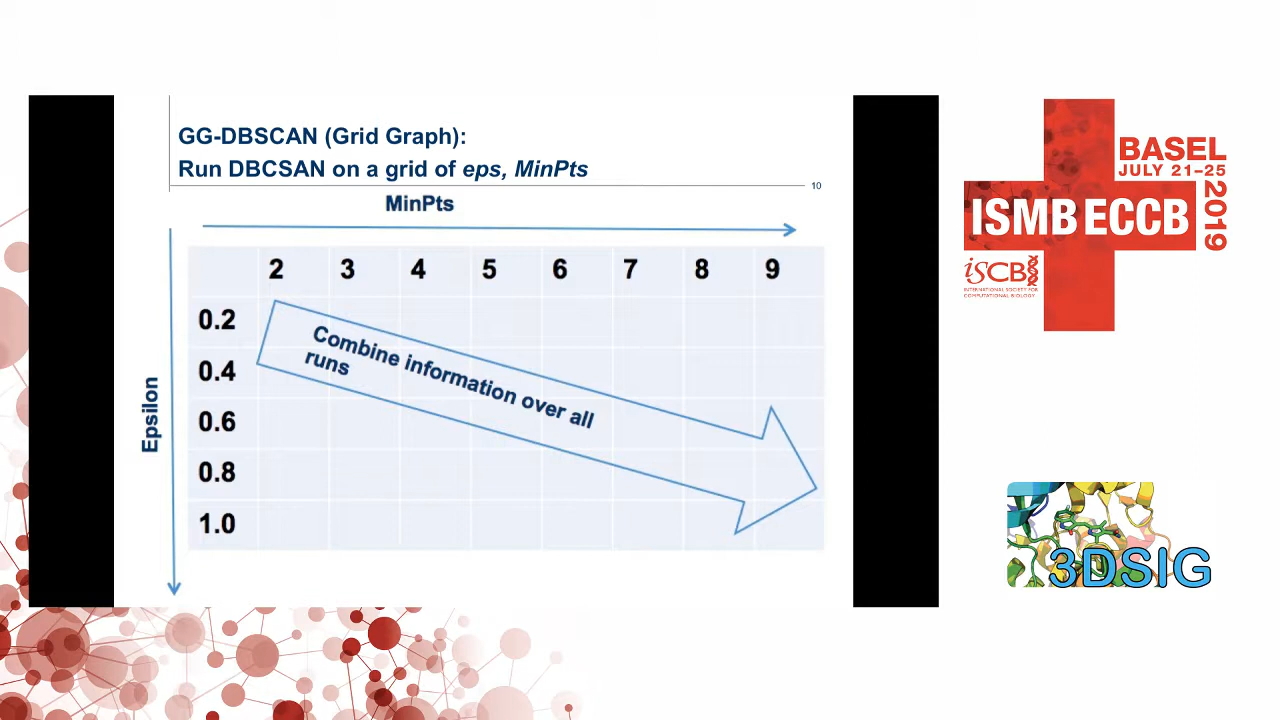 GG-DBSCAN (Grid Graph):
Run DBCSAN on a grid of eps, MinPts
10
MinPts
2 3 4 5 6 7 8 9
Epsilon
0.2
0.4
0.6
0.8
1.0
Combine information over all
runs
BASEL
JULY 21–25
2019
ISMB ECCB
iSCB
INTERNATIONAL SOCIETY FOR
COMPUTATIONAL BIOLOGY
3DSIG